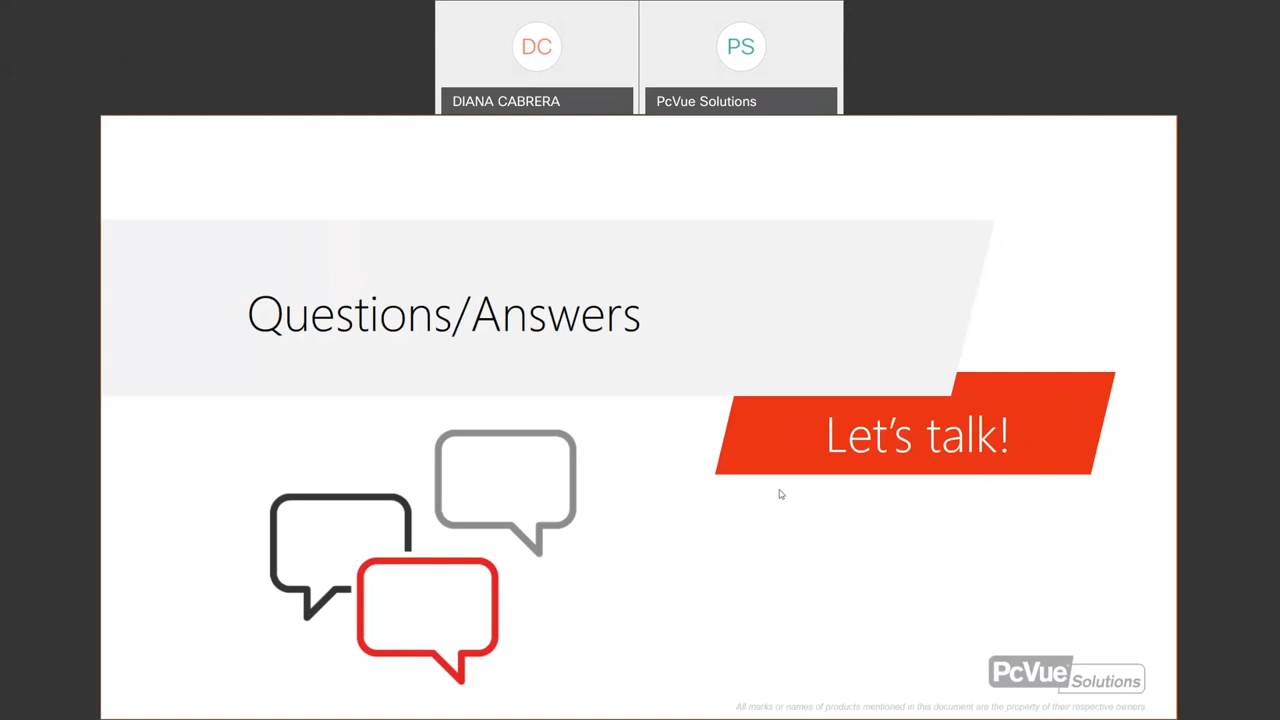 DC
PS
DIANA CABRERA
PcVue Solutions
Questions/Answers
Let's talk!
PcVue Solutions
All marks or names of products mentioned in this document are the property of their respective owners